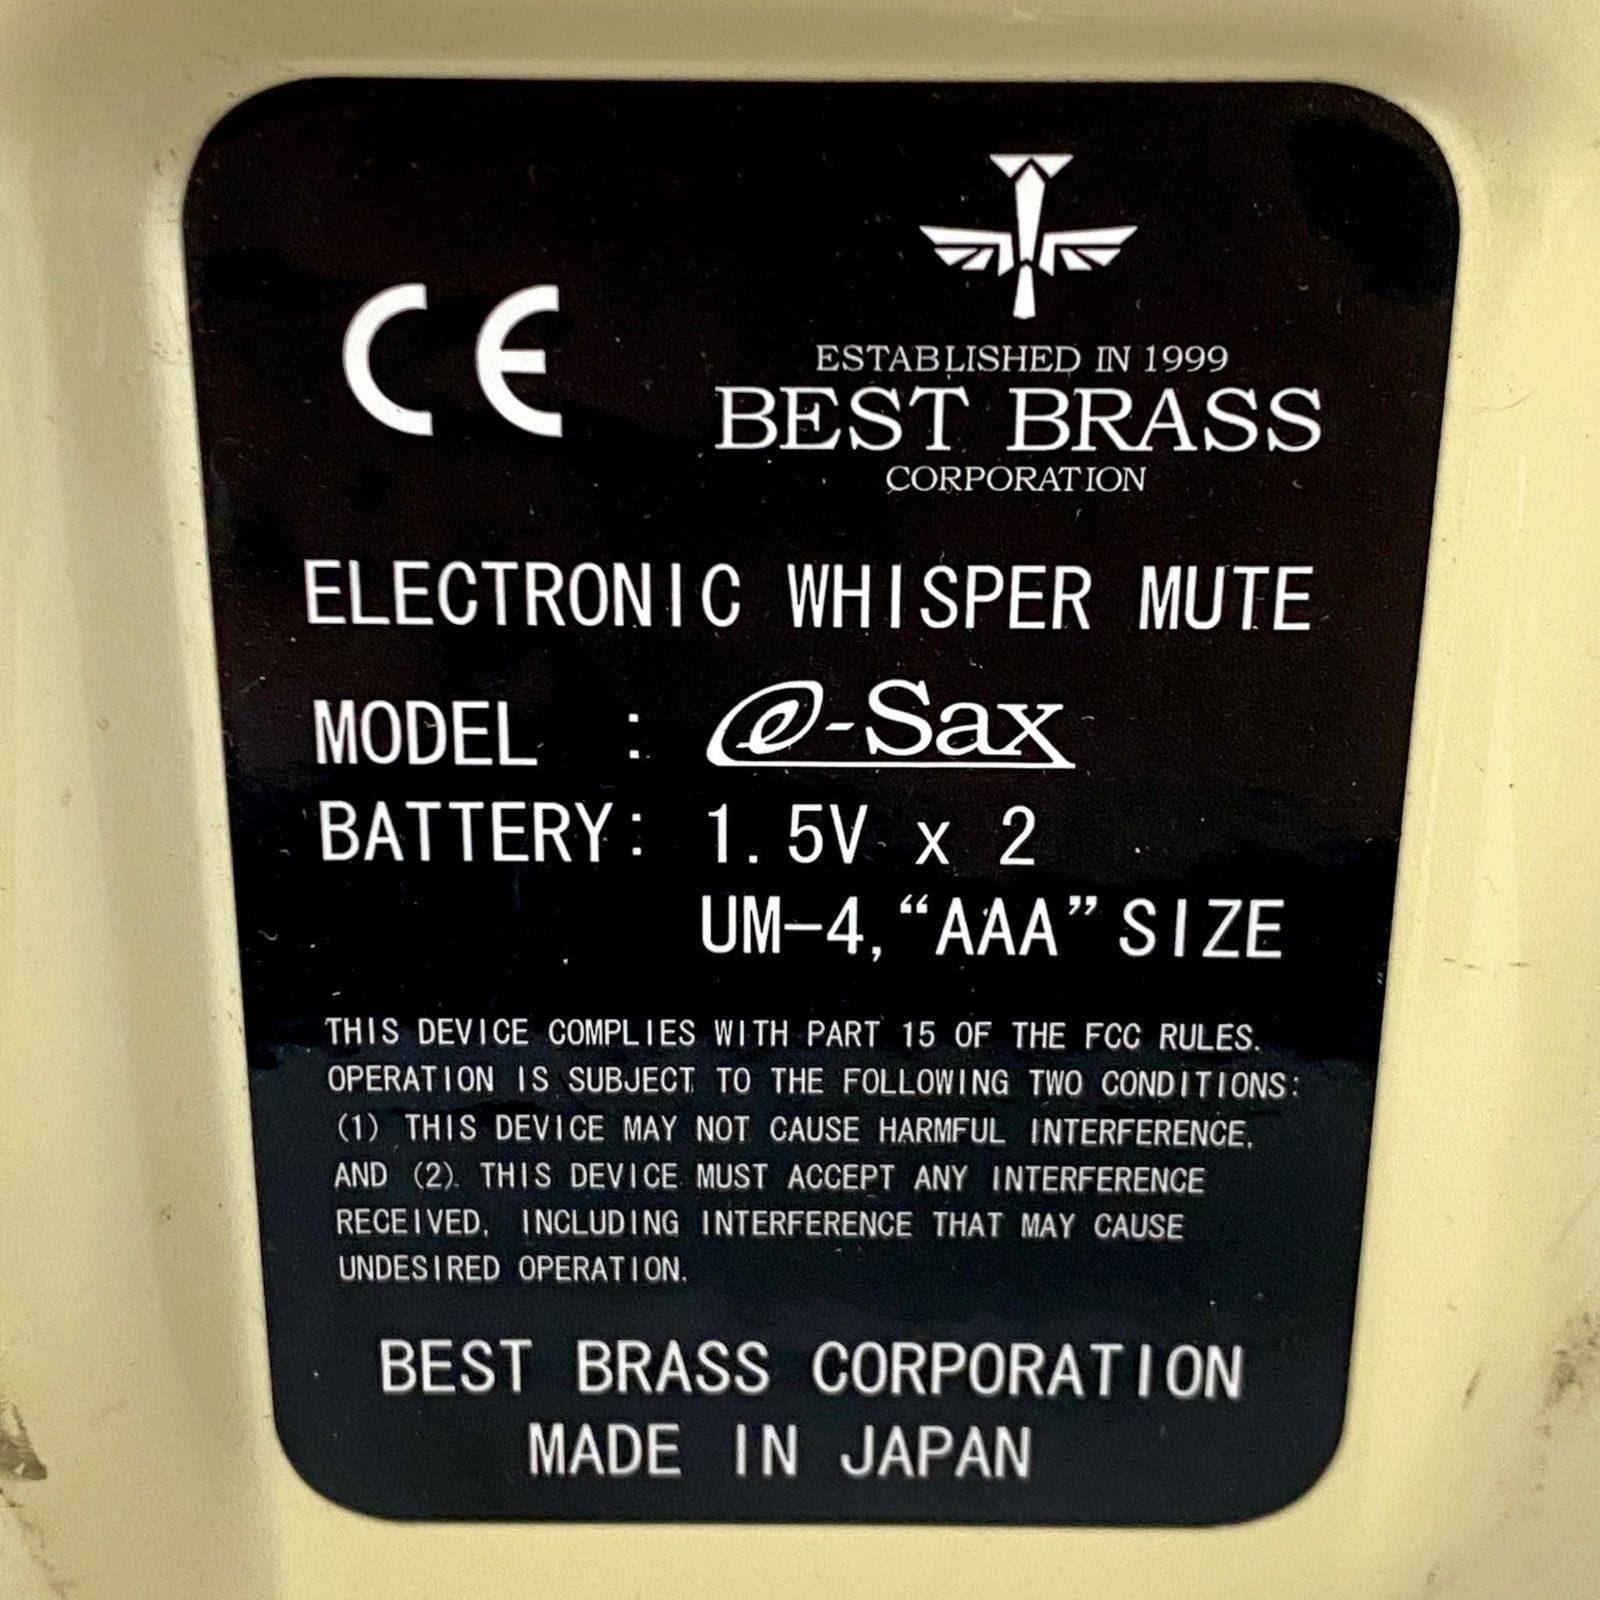 CE
ESTABLISHED IN 1999
BEST BRASS
CORPORATION
ELECTRONIC WHISPER MUTE
MODEL : e-Sax
BATTERY: 1.5V x 2
UM-4, “AAA” SIZE
THIS DEVICE COMPLIES WITH PART 15 OF THE FCC RULES.
OPERATION IS SUBJECT TO THE FOLLOWING TWO CONDITIONS:
(1) THIS DEVICE MAY NOT CAUSE HARMFUL INTERFERENCE,
AND (2). THIS DEVICE MUST ACCEPT ANY INTERFERENCE
RECEIVED, INCLUDING INTERFERENCE THAT MAY CAUSE
UNDESIRED OPERATION.
BEST BRASS CORPORATION
MADE IN JAPAN